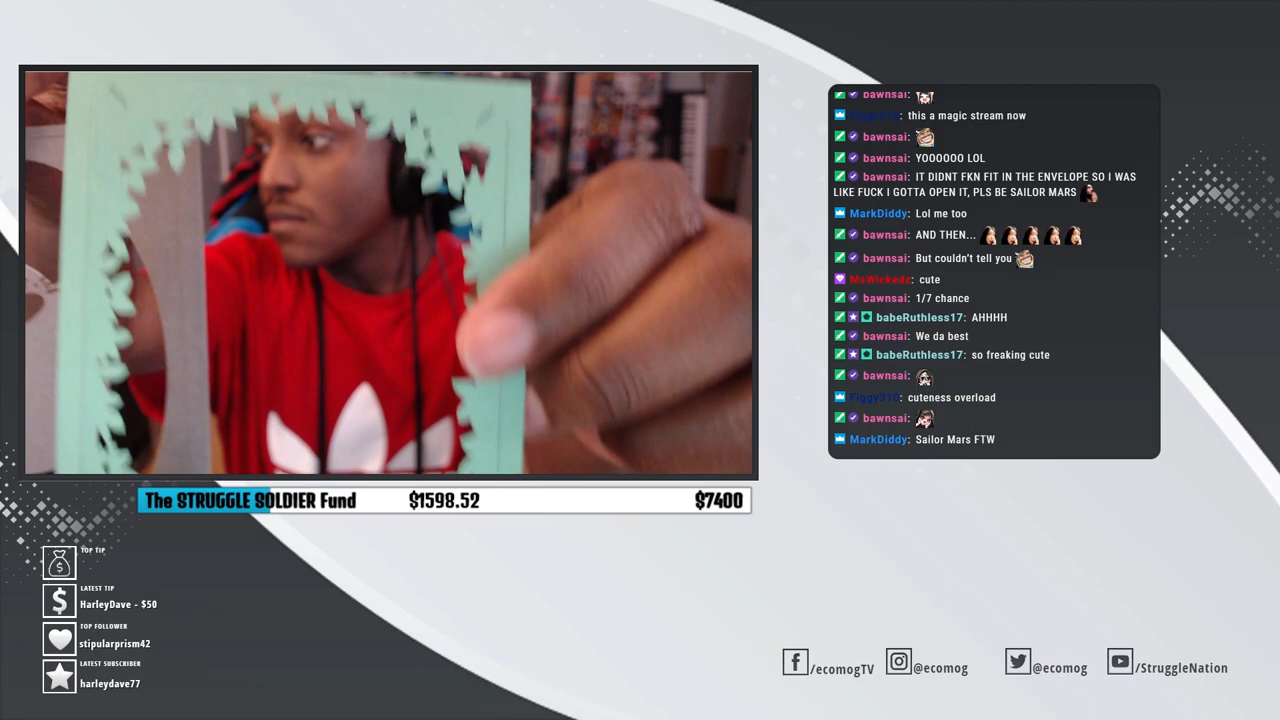 bawnsai:
Figgy310: this a magic stream now
bawnsai:
bawnsai: YOOOOOO LOL
bawnsai: IT DIDNT FKN FIT IN THE ENVELOPE SO I WAS
LIKE FUCK I GOTTA OPEN IT, PLS BE SAILOR MARS
MarkDiddy: Lol me too
bawnsai: AND THEN...
bawnsai: But couldn't tell you
MsWickedz: cute
bawnsai: 1/7 chance
babeRuthless17: AHHHH
bawnsai: We da best
babeRuthless17: so freaking cute
bawnsai:
Figgy310: cuteness overload
bawnsai:
MarkDiddy: Sailor Mars FTW
The STRUGGLE SOLDIER Fund $1598.52 $7400
TOP TIP
LATEST TIP
HarleyDave - $50
TOP FOLLOWER
stipularprism42
LATEST SUBSCRIBER
harleydave77
/ecomogTV @ecomog @ecomog /StruggleNation